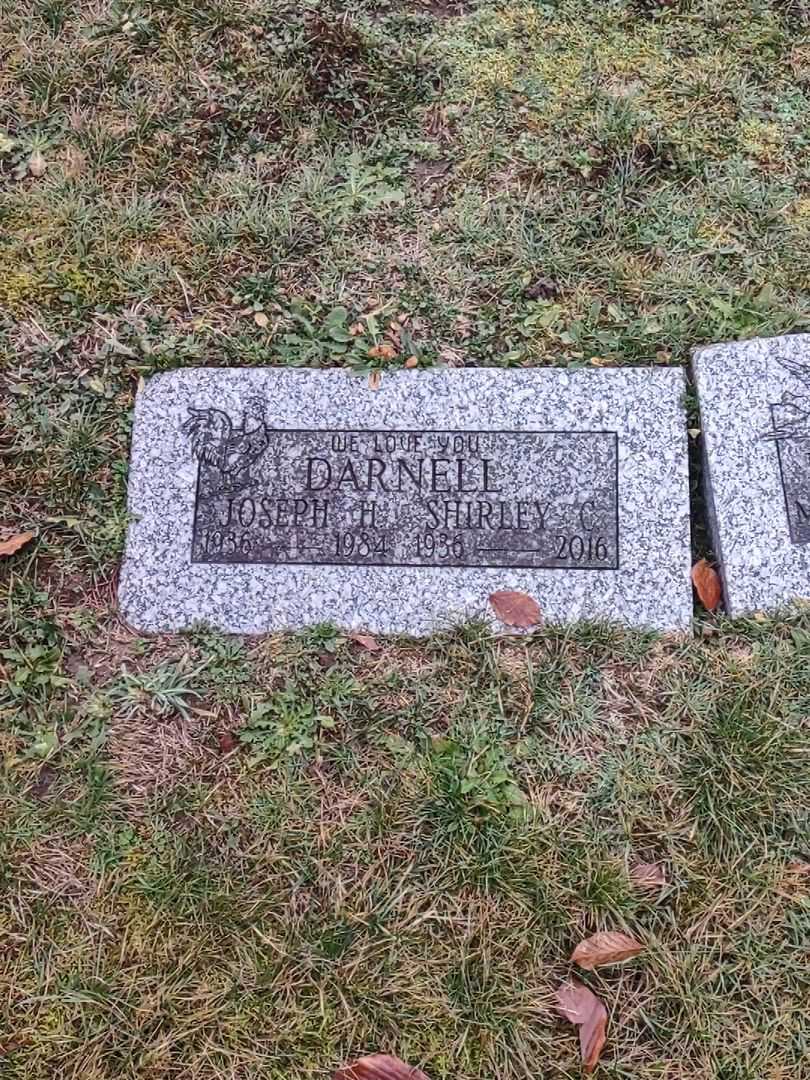 WE LOVE YOU
DARNELL
JOSEPH H. SHIRLEY C.
1936 — 1984 1936 — 2016